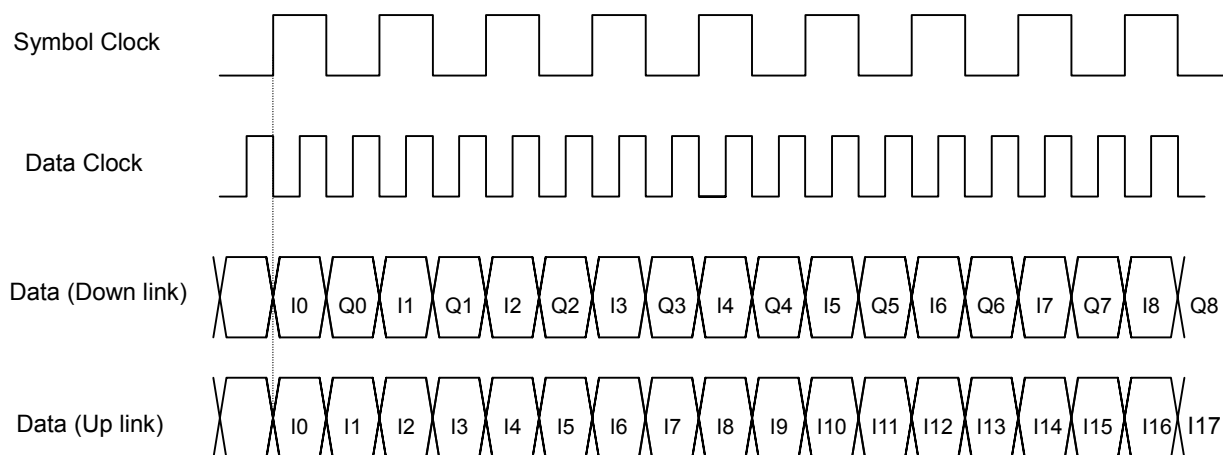 Symbol Clock
Data Clock
Data (Down link) I0 Q0 I1 Q1 I2 Q2 I3 Q3 I4 Q4 I5 Q5 I6 Q6 I7 Q7 I8 Q8
Data (Up link) I0 I1 I2 I3 I4 I5 I6 I7 I8 I9 I10 I11 I12 I13 I14 I15 I16 I17